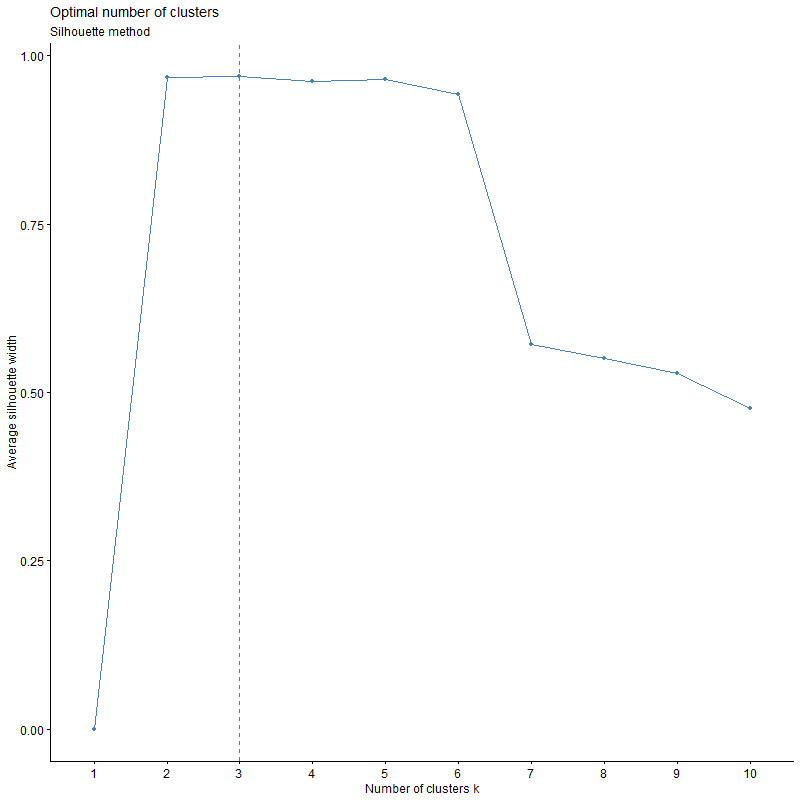 Optimal number of clusters
Silhouette method
Average silhouette width
1.00
0.75
0.50
0.25
0.00
1 2 3 4 5 6 7 8 9 10
Number of clusters k